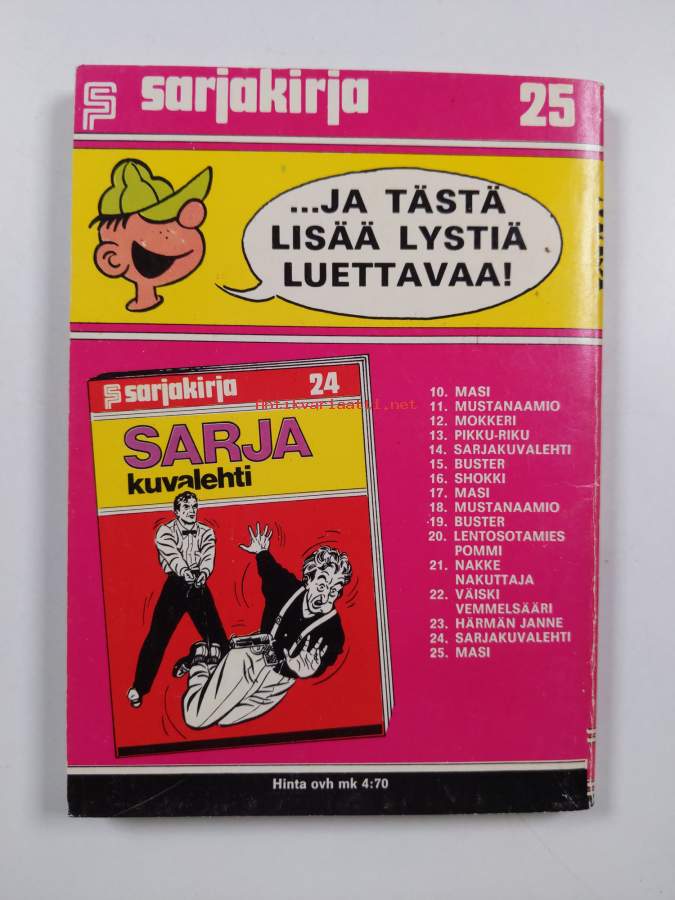 sarjakirja 25
...JA TÄSTÄ
LISÄÄ LYSTIÄ
LUETTAVAA!
sarjakirja 24
SARJA
kuvalehti
Antikvariaatti.net
10. MASI
11. MUSTANAAMIO
12. MOKKERI
13. PIKKU-RIKU
14. SARJAKUVALEHTI
15. BUSTER
16. SHOKKI
17. MASI
18. MUSTANAAMIO
19. BUSTER
20. LENTOSOTAMIES
POMMI
21. NAKKE
NAKUTTAJA
22. VÄISKI
VEMMELSÄÄRI
23. HÄRMÄN JANNE
24. SARJAKUVALEHTI
25. MASI
Hinta ovh mk 4:70